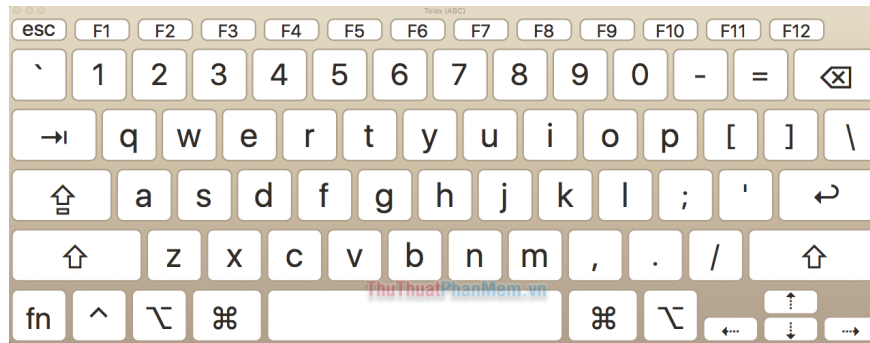 Telex (ABC)
esc F1 F2 F3 F4 F5 F6 F7 F8 F9 F10 F11 F12
` 1 2 3 4 5 6 7 8 9 0 - =
q w e r t y u i o p [ ] \
a s d f g h j k l ; '
z x c v b n m , . /
ThuThuatPhanMem.vn
fn ^ ⌥ ⌘ ⌘ ⌥